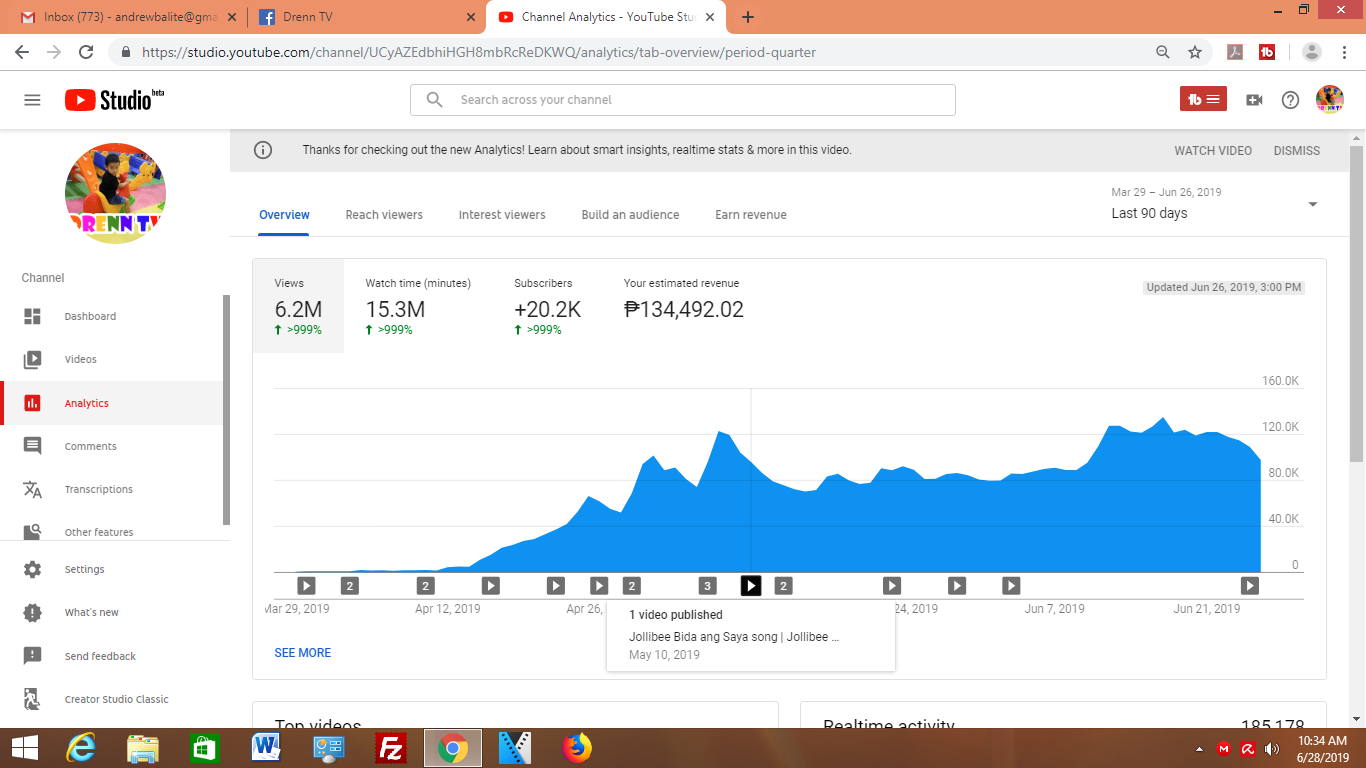 Inbox (773) - andrewbalite@gma
Drenn TV
Channel Analytics - YouTube Stu
https://studio.youtube.com/channel/UCyAZEdbhiHGH8mbRcReDKWQ/analytics/tab-overview/period-quarter
Studio beta
Search across your channel
DRENN TV
Thanks for checking out the new Analytics! Learn about smart insights, realtime stats & more in this video.
WATCH VIDEO
DISMISS
Overview
Reach viewers
Interest viewers
Build an audience
Earn revenue
Mar 29 – Jun 26, 2019
Last 90 days
Channel
Dashboard
Videos
Analytics
Comments
Transcriptions
Other features
Settings
What's new
Send feedback
Creator Studio Classic
Views
6.2M
>999%
Watch time (minutes)
15.3M
>999%
Subscribers
+20.2K
>999%
Your estimated revenue
₱134,492.02
Updated Jun 26, 2019, 3:00 PM
160.0K
120.0K
80.0K
40.0K
0
2
2
2
3
2
Mar 29, 2019
Apr 12, 2019
Apr 26,
24, 2019
Jun 7, 2019
Jun 21, 2019
1 video published
Jollibee Bida ang Saya song | Jollibee ...
May 10, 2019
SEE MORE
Top videos
Realtime activity
185,178
10:34 AM
6/28/2019